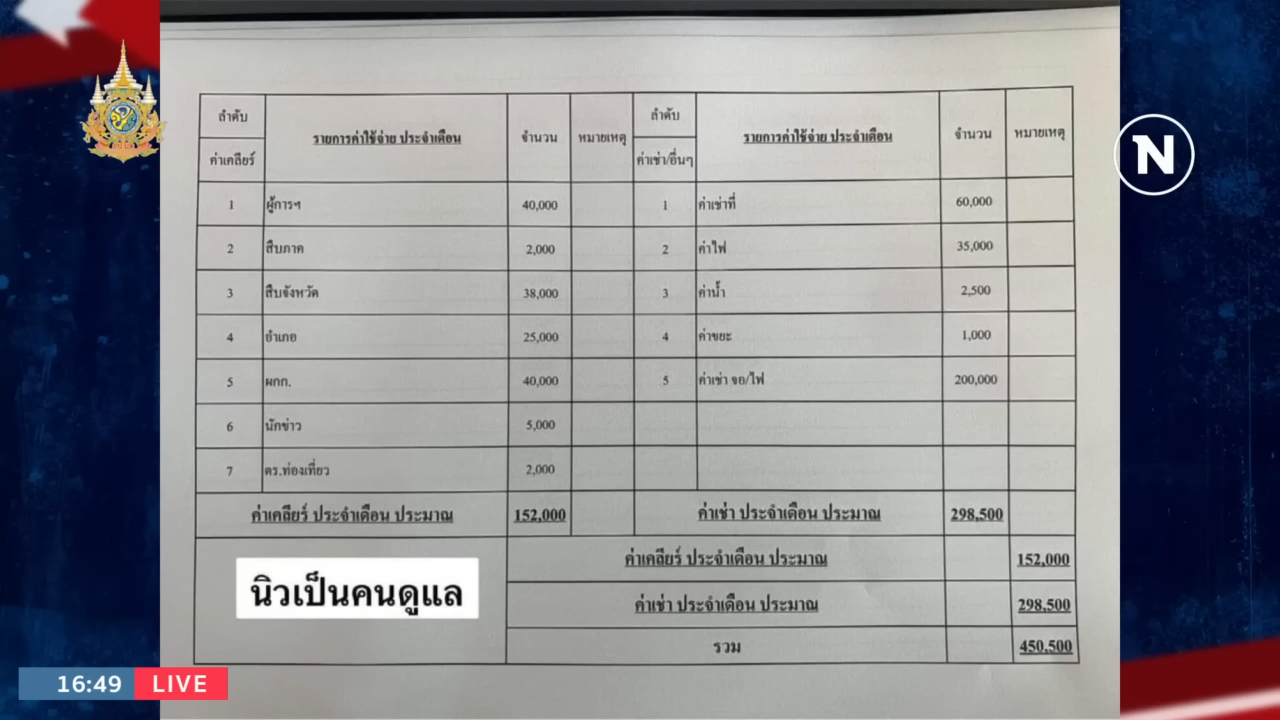 ลำดับ
ค่าเคลียร์
รายการค่าใช้จ่าย ประจำเดือน
จำนวน
หมายเหตุ
ลำดับ
ค่าเช่า/อื่นๆ
รายการค่าใช้จ่าย ประจำเดือน
จำนวน
หมายเหตุ
1 ผู้การฯ 40,000 1 ค่าเช่าที่ 60,000
2 สืบภาค 2,000 2 ค่าไฟ 35,000
3 สืบจังหวัด 38,000 3 ค่าน้ำ 2,500
4 อำเภอ 25,000 4 ค่าขยะ 1,000
5 ผกก. 40,000 5 ค่าเช่า จอ/ไฟ 200,000
6 นักข่าว 5,000
7 ตร.ท่องเที่ยว 2,000
ค่าเคลียร์ ประจำเดือน ประมาณ 152,000 ค่าเช่า ประจำเดือน ประมาณ 298,500
ค่าเคลียร์ ประจำเดือน ประมาณ 152,000
ค่าเช่า ประจำเดือน ประมาณ 298,500
รวม 450,500
นิวเป็นคนดูแล
N
16:49 LIVE